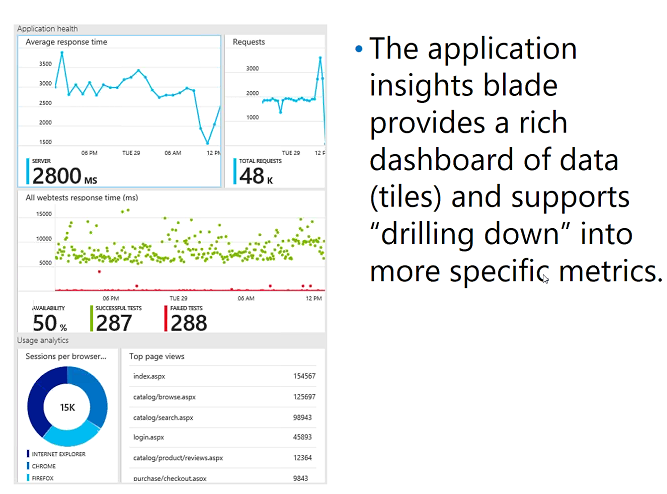 Application health
Average response time
3500
3000
2500
2000
1500
06 PM TUE 29 06 AM 12 P
SERVER
2800 MS
Requests
3000
2000
1000
TUE 29 12 P
TOTAL REQUESTS
48 K
All webtests response time (ms)
15000
10000
5000
06 PM TUE 29 06 AM 12 PM
AVAILABILITY
50 %
SUCCESSFUL TESTS
287
FAILED TESTS
288
Usage analytics
Sessions per browser...
15K
INTERNET EXPLORER
CHROME
FIREFOX
Top page views
index.aspx 154567
catalog/browse.aspx 125697
catalog/search.aspx 98943
login.aspx 45893
catalog/product/reviews.aspx 12364
purchase/checkout.aspx 9843
• The application
insights blade
provides a rich
dashboard of data
(tiles) and supports
“drilling down” into
more specific metrics.